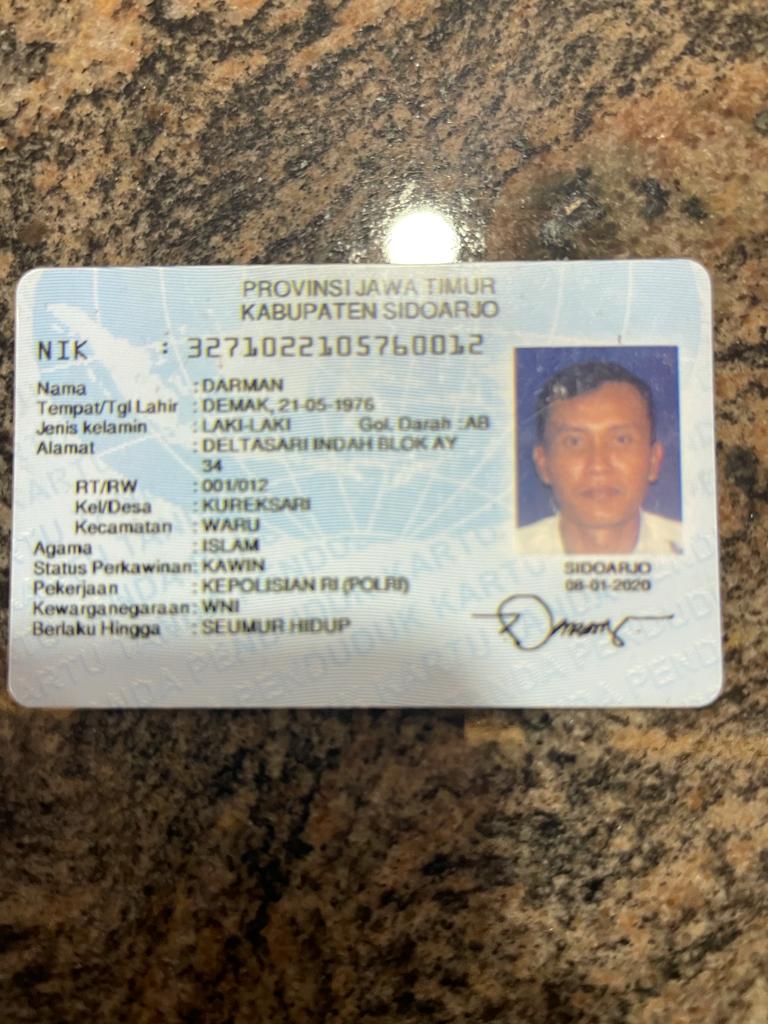 PROVINSI JAWA TIMUR
KABUPATEN SIDOARJO
NIK : 3271022105760012
Nama : DARMAN
Tempat/Tgl Lahir : DEMAK, 21-05-1976
Jenis kelamin : LAKI-LAKI Gol. Darah : AB
Alamat : DELTASARI INDAH BLOK AY
34
RT/RW : 001/012
Kel/Desa : KUREKSARI
Kecamatan : WARU
Agama : ISLAM
Status Perkawinan: KAWIN
Pekerjaan : KEPOLISIAN RI (POLRI)
Kewarganegaraan: WNI
Berlaku Hingga : SEUMUR HIDUP
SIDOARJO
08-01-2020